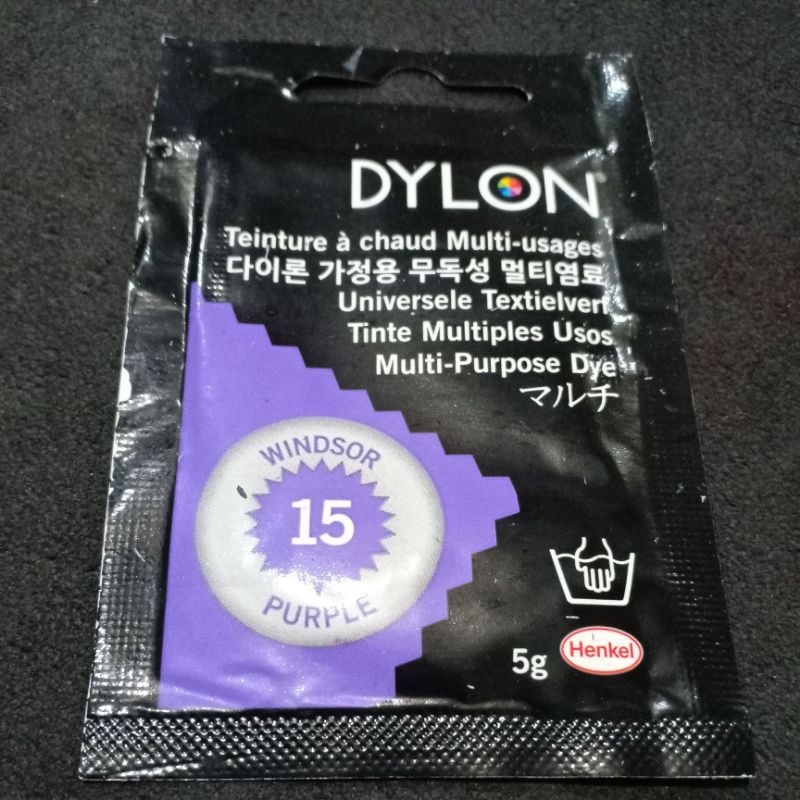 DYLON
Teinture à chaud Multi-usages
다이론 가정용 무독성 멀티염료
Universele Textielverf
Tinte Multiples Usos
Multi-Purpose Dye
マルチ
WINDSOR
15
PURPLE
5g
Henkel